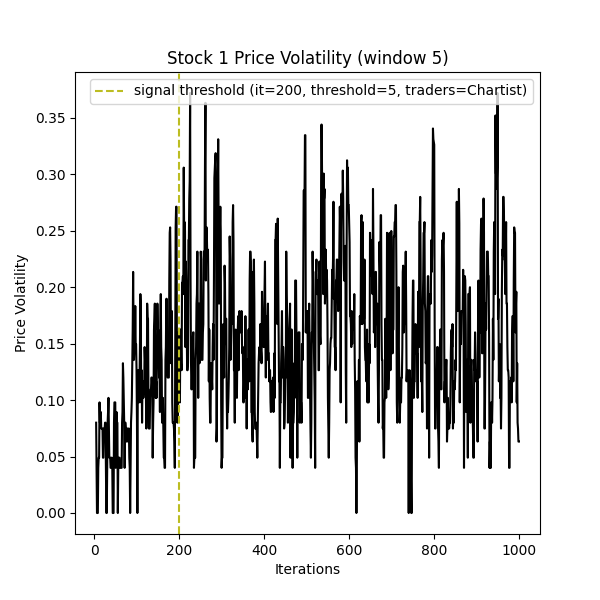 Stock 1 Price Volatility (window 5)
signal threshold (it=200, threshold=5, traders=Chartist)
0.35
0.30
0.25
0.20
0.15
0.10
0.05
0.00
Price Volatility
0 200 400 600 800 1000
Iterations